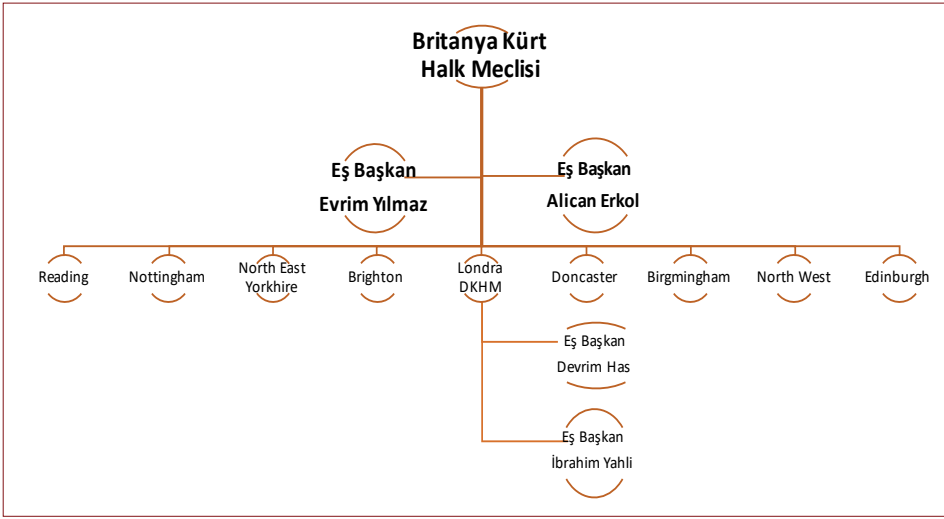 Britanya Kürt
Halk Meclisi
Eş Başkan
Evrim Yılmaz
Eş Başkan
Alican Erkol
Reading
Nottingham
North East
Yorkhire
Brighton
Londra
DKHM
Doncaster
Birgmingham
North West
Edinburgh
Eş Başkan
Devrim Has
Eş Başkan
İbrahim Yahli